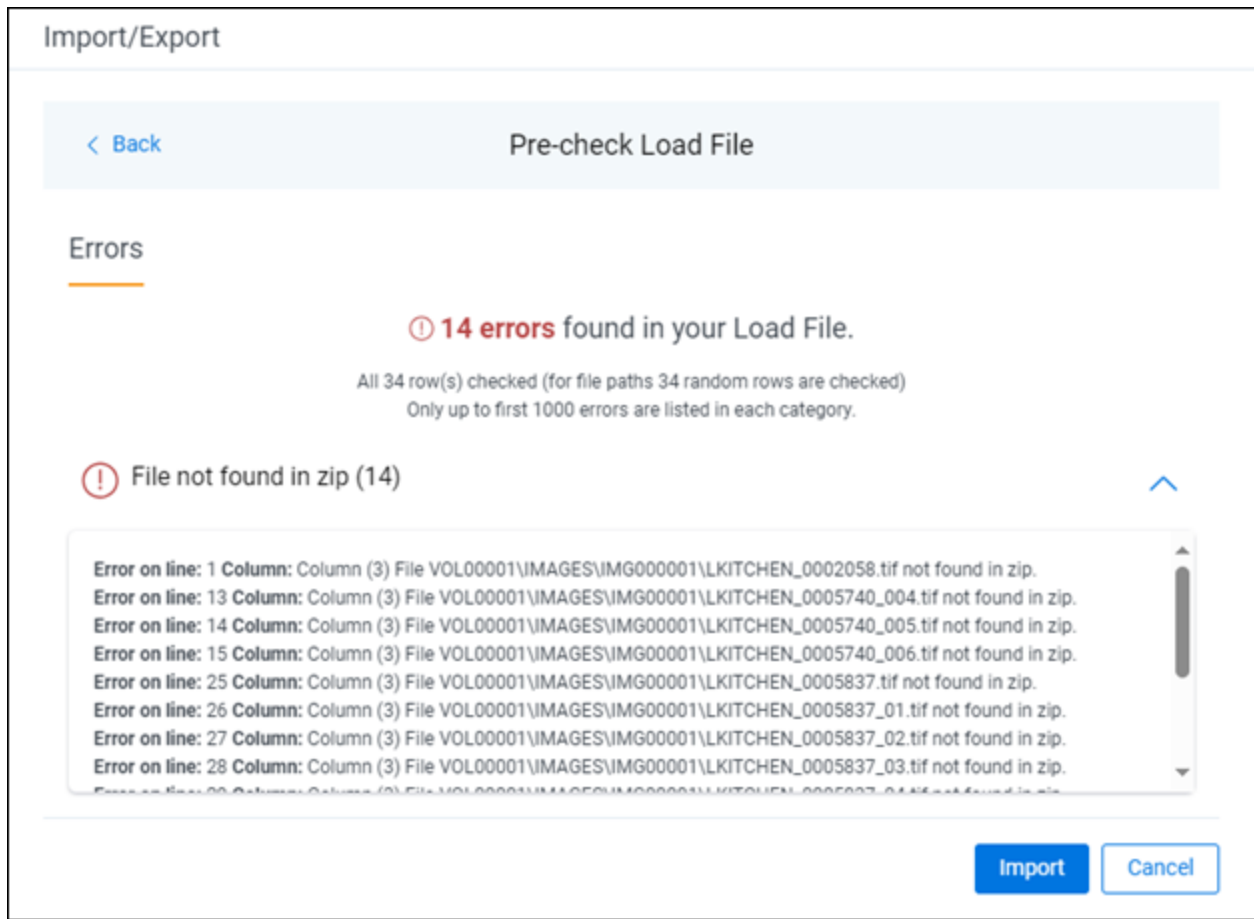 Import/Export
Back
Pre-check Load File
Errors
14 errors found in your Load File.
All 34 row(s) checked (for file paths 34 random rows are checked)
Only up to first 1000 errors are listed in each category.
File not found in zip (14)
Error on line: 1 Column: Column (3) File VOL00001\IMAGES\IMG000001\LKITCHEN_0002058.tif not found in zip.
Error on line: 13 Column: Column (3) File VOL00001\IMAGES\IMG00001\LKITCHEN_0005740_004.tif not found in zip.
Error on line: 14 Column: Column (3) File VOL00001\IMAGES\IMG00001\LKITCHEN_0005740_005.tif not found in zip.
Error on line: 15 Column: Column (3) File VOL00001\IMAGES\IMG00001\LKITCHEN_0005740_006.tif not found in zip.
Error on line: 25 Column: Column (3) File VOL00001\IMAGES\IMG00001\LKITCHEN_0005837.tif not found in zip.
Error on line: 26 Column: Column (3) File VOL00001\IMAGES\IMG00001\LKITCHEN_0005837_01.tif not found in zip.
Error on line: 27 Column: Column (3) File VOL00001\IMAGES\IMG00001\LKITCHEN_0005837_02.tif not found in zip.
Error on line: 28 Column: Column (3) File VOL00001\IMAGES\IMG00001\LKITCHEN_0005837_03.tif not found in zip.
Import
Cancel